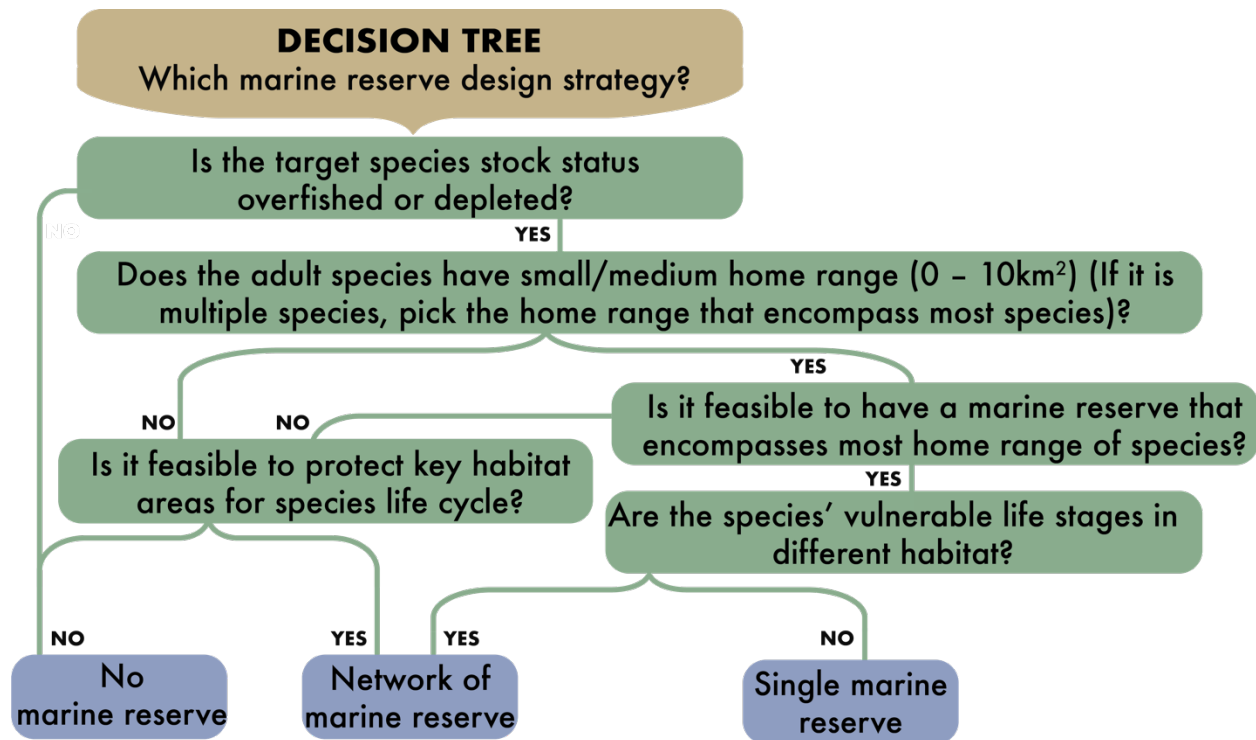 DECISION TREE
Which marine reserve design strategy?
Is the target species stock status
overfished or depleted?
NO
YES
Does the adult species have small/medium home range (0 – 10km²) (If it is
multiple species, pick the home range that encompass most species)?
YES
NO
NO
Is it feasible to have a marine reserve that
encompasses most home range of species?
Is it feasible to protect key habitat
areas for species life cycle?
YES
Are the species’ vulnerable life stages in
different habitat?
NO
YES
YES
NO
No
marine reserve
Network of
marine reserve
Single marine
reserve